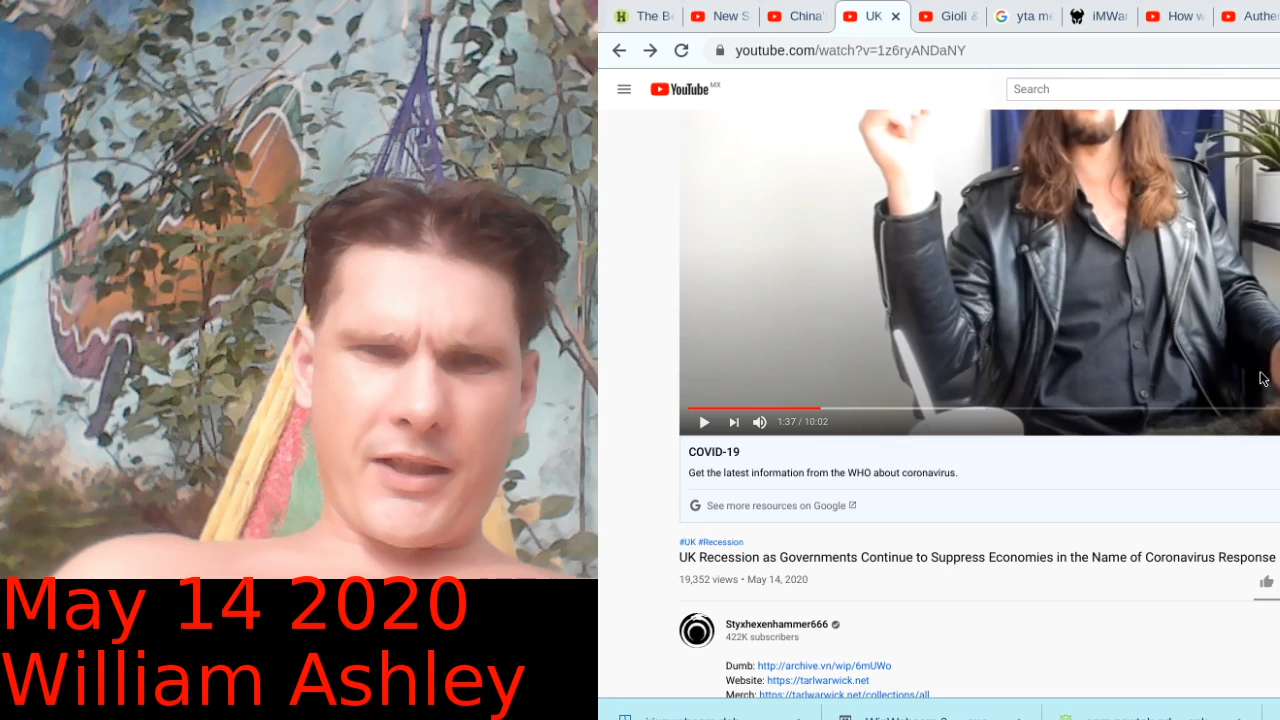 The B
New S
China'
UK
Gioli &
yta me
iMWar
How w
Authe
youtube.com/watch?v=1z6ryANDaNY
YouTube MX
Search
1:37 / 10:02
COVID-19
Get the latest information from the WHO about coronavirus.
See more resources on Google
#UK #Recession
UK Recession as Governments Continue to Suppress Economies in the Name of Coronavirus Response
19,352 views • May 14, 2020
Styxhexenhammer666
422K subscribers
Dumb: http://archive.vn/wip/6mUWo
Website: https://tarlwarwick.net
Merch: https://tarlwarwick.net/collections/all
May 14 2020
William Ashley